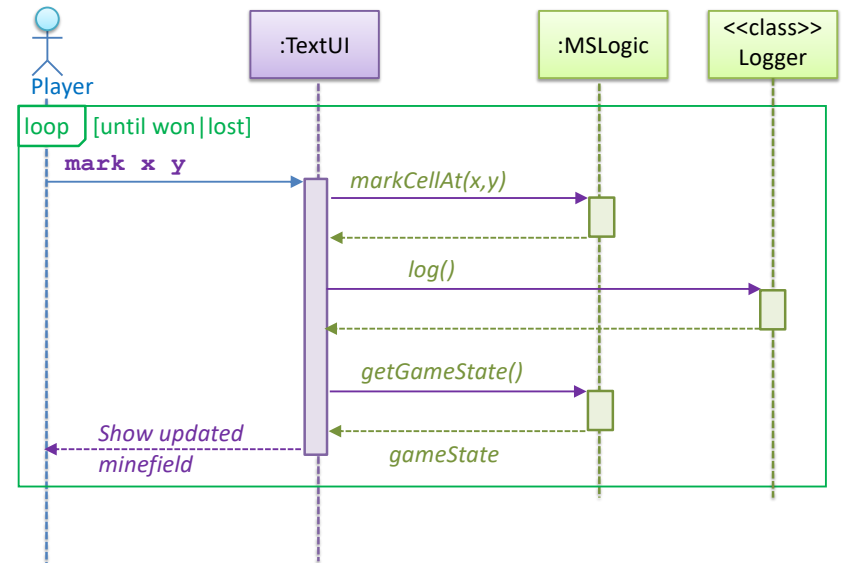 <<class>>
:TextUI
:MSLogic
Logger
Player
loop
[until won|lost]
mark x y
markCellAt(x,y)
log()
getGameState()
Show updated
minefield
gameState